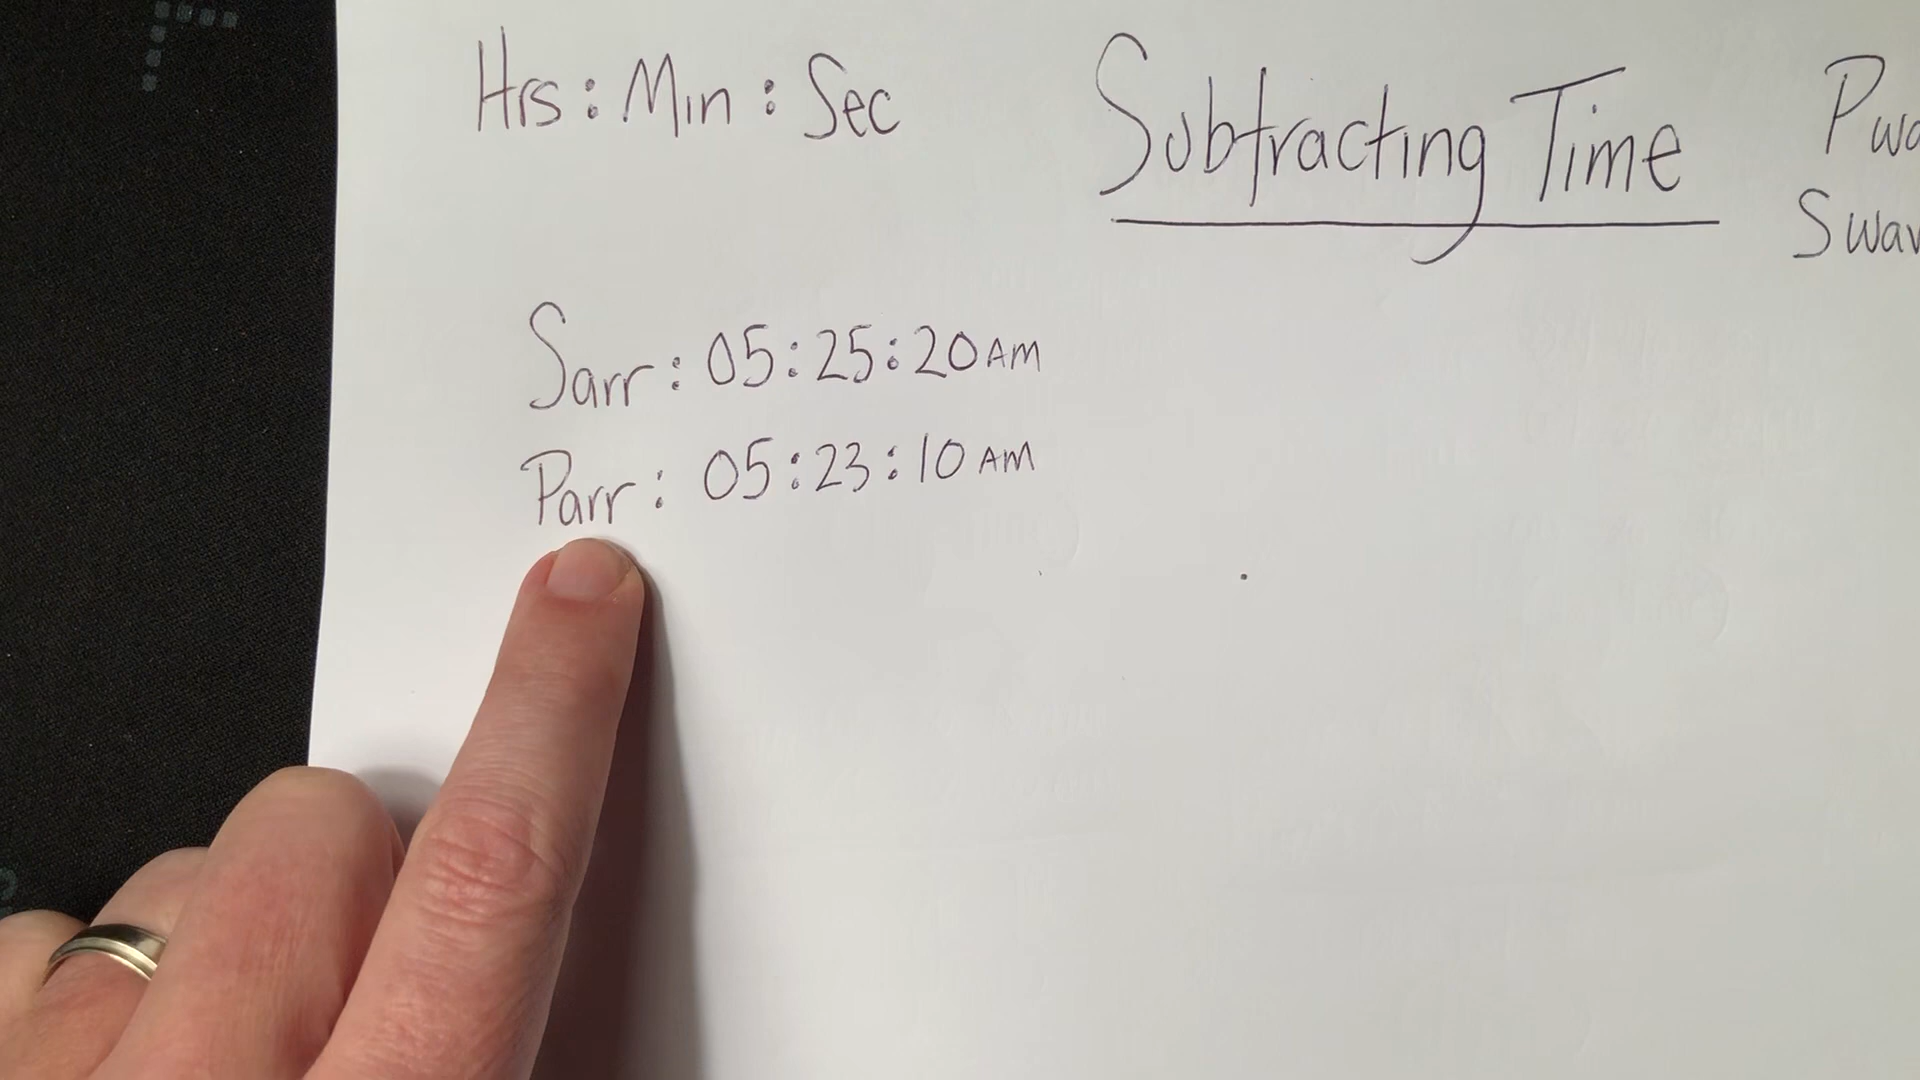 Hrs : Min : Sec
Subtracting Time
Sarr : 05:25:20 AM
Parr : 05:23:10 AM